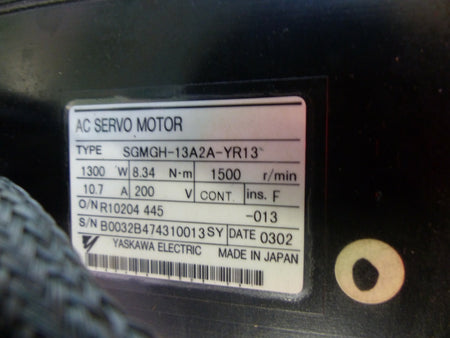 AC SERVO MOTOR
TYPE SGMGH-13A2A-YR13
1300 W 8.34 N·m 1500 r/min
10.7 A 200 V CONT. ins. F
O/N R10204 445 -013
S/N B0032B474310013SY DATE 0302
YASKAWA ELECTRIC MADE IN JAPAN